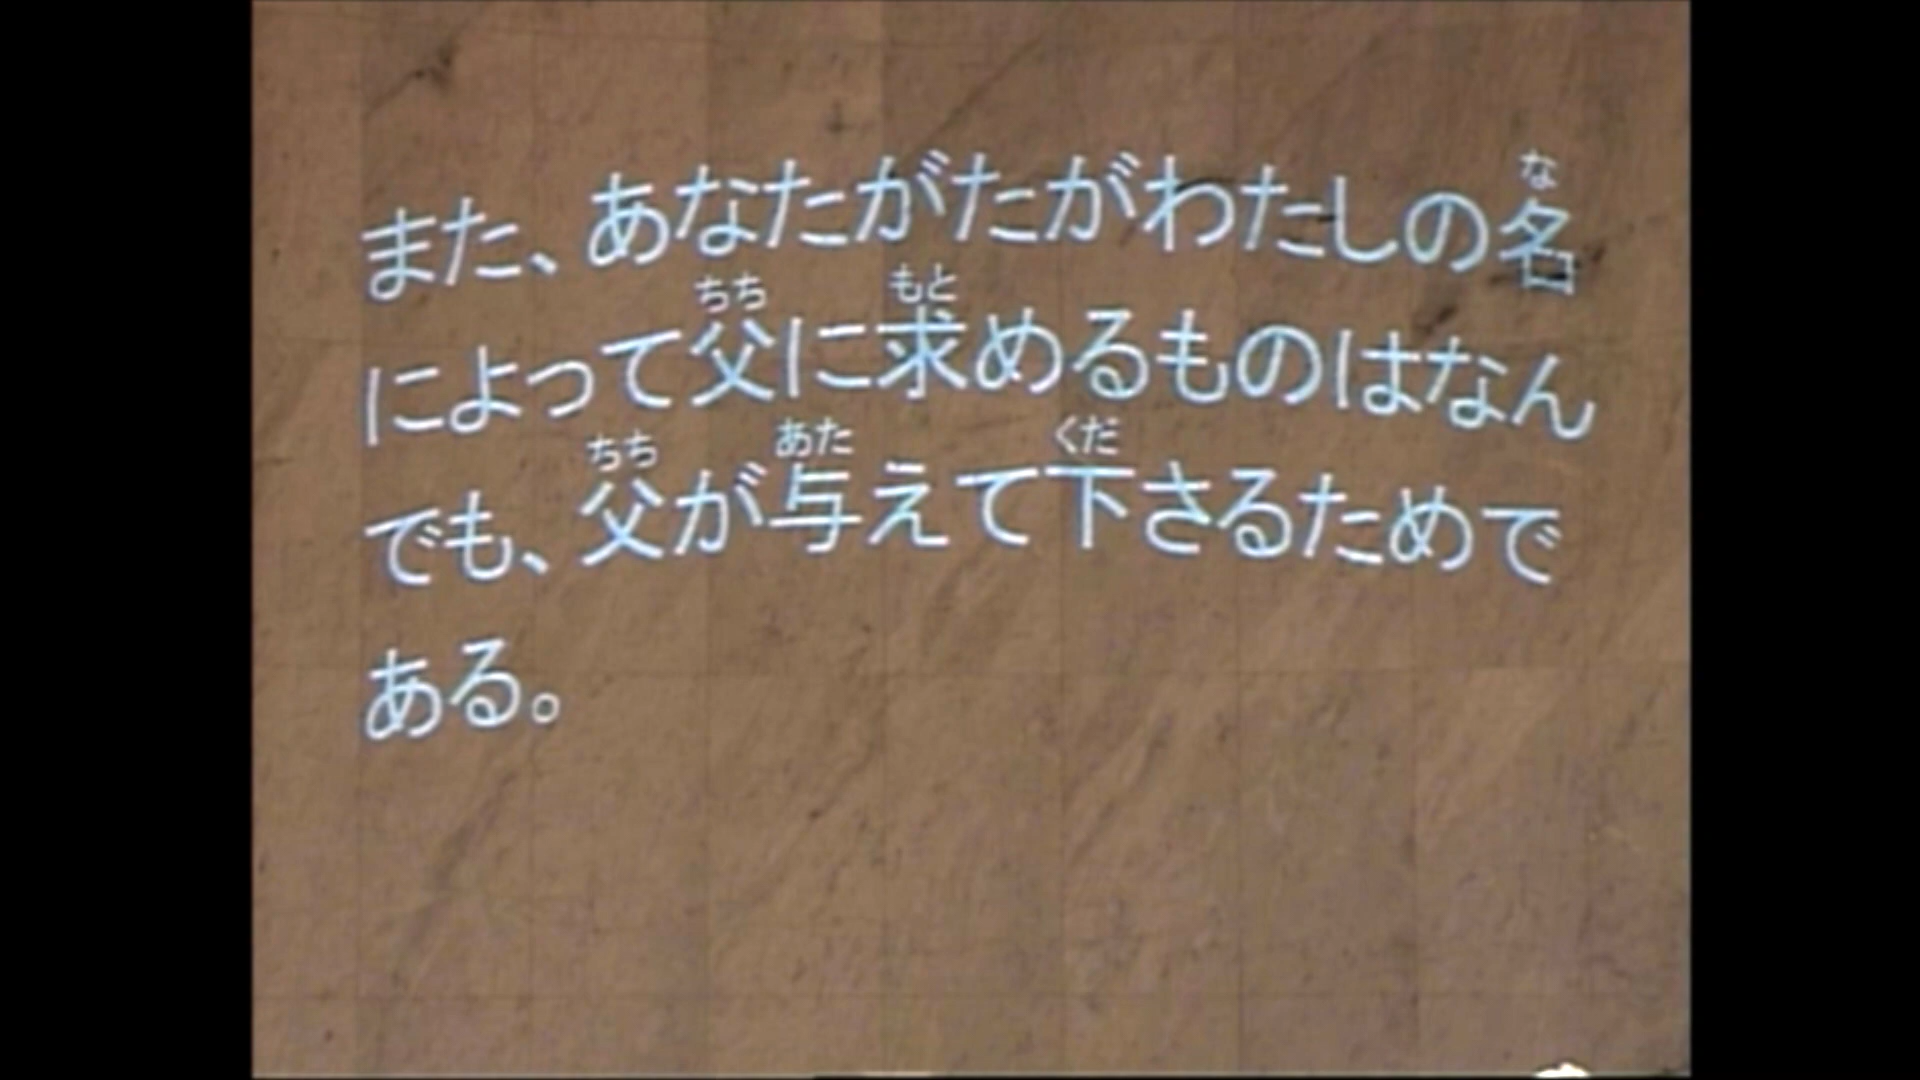 また、あなたがたがわたしの名
によって父に求めるものはなん
でも、父が与えて下さるためで
ある。